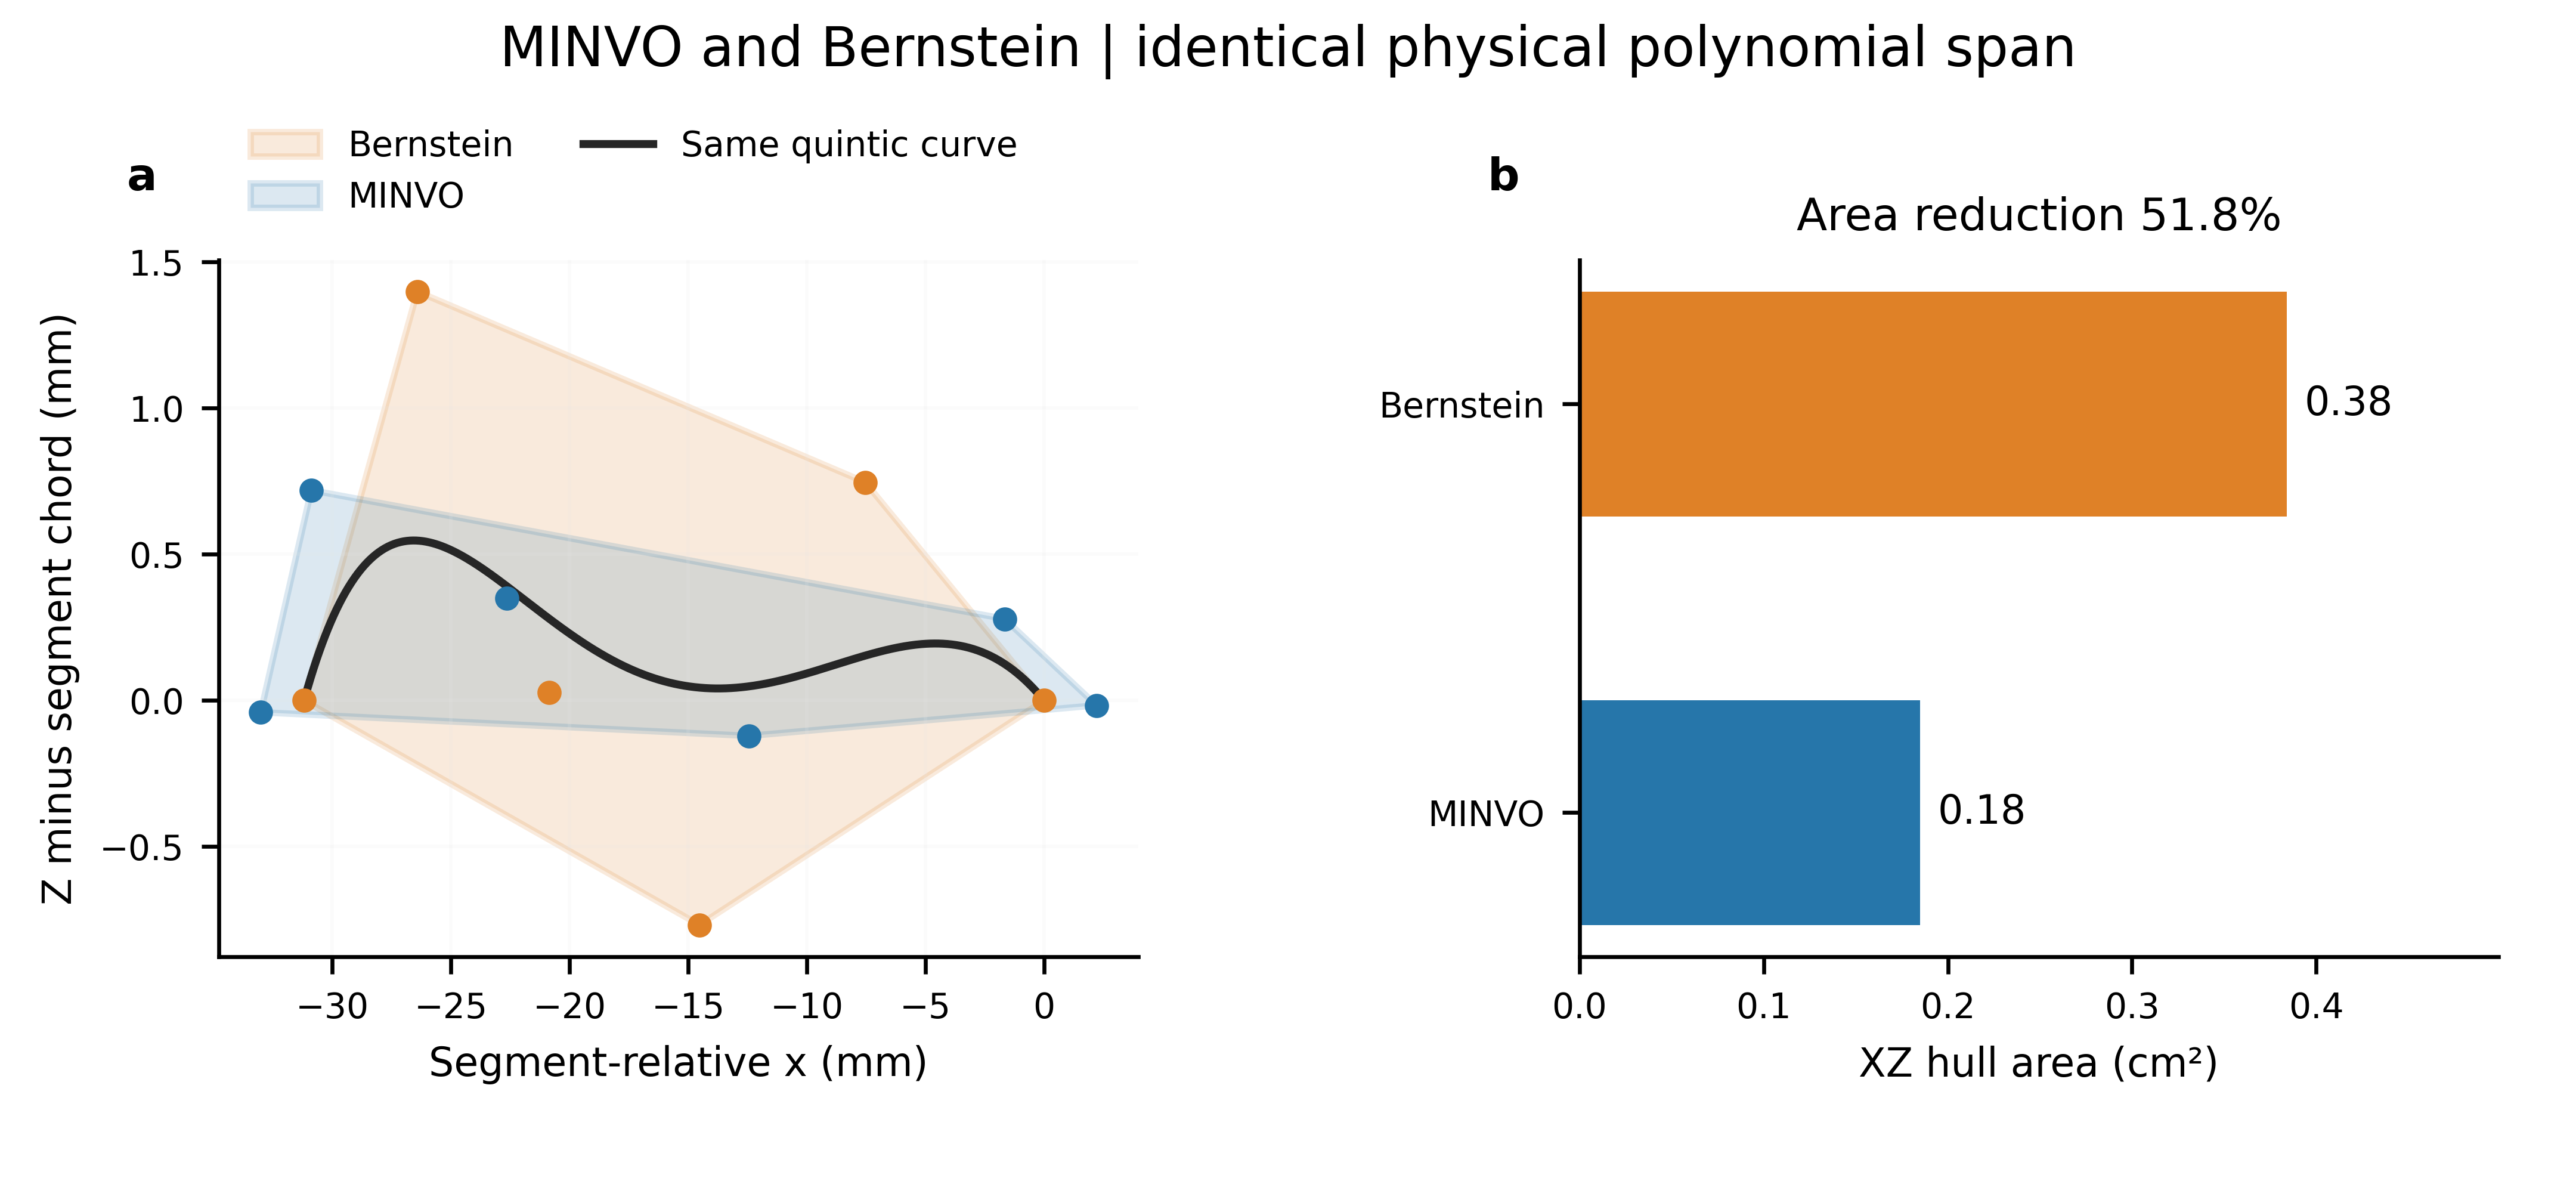 MINVO and Bernstein | identical physical polynomial span
a
Bernstein
MINVO
Same quintic curve
Z minus segment chord (mm)
1.5
1.0
0.5
0.0
−0.5
−30 −25 −20 −15 −10 −5 0
Segment-relative x (mm)
b
Area reduction 51.8%
Bernstein
0.38
MINVO
0.18
0.0 0.1 0.2 0.3 0.4
XZ hull area (cm²)